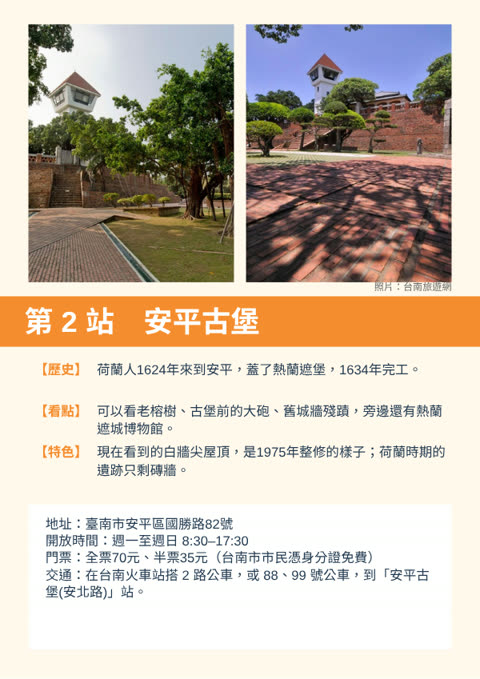 照片：台南旅遊網
第 2 站　安平古堡
【歷史】 荷蘭人1624年來到安平，蓋了熱蘭遮堡，1634年完工。
【看點】 可以看老榕樹、古堡前的大砲、舊城牆殘蹟，旁邊還有熱蘭
遮城博物館。
【特色】 現在看到的白牆尖屋頂，是1975年整修的樣子；荷蘭時期的
遺跡只剩磚牆。
地址：臺南市安平區國勝路82號
開放時間：週一至週日 8:30–17:30
門票：全票70元、半票35元（台南市市民憑身分證免費）
交通：在台南火車站搭 2 路公車，或 88、99 號公車，到「安平古
堡(安北路)」站。